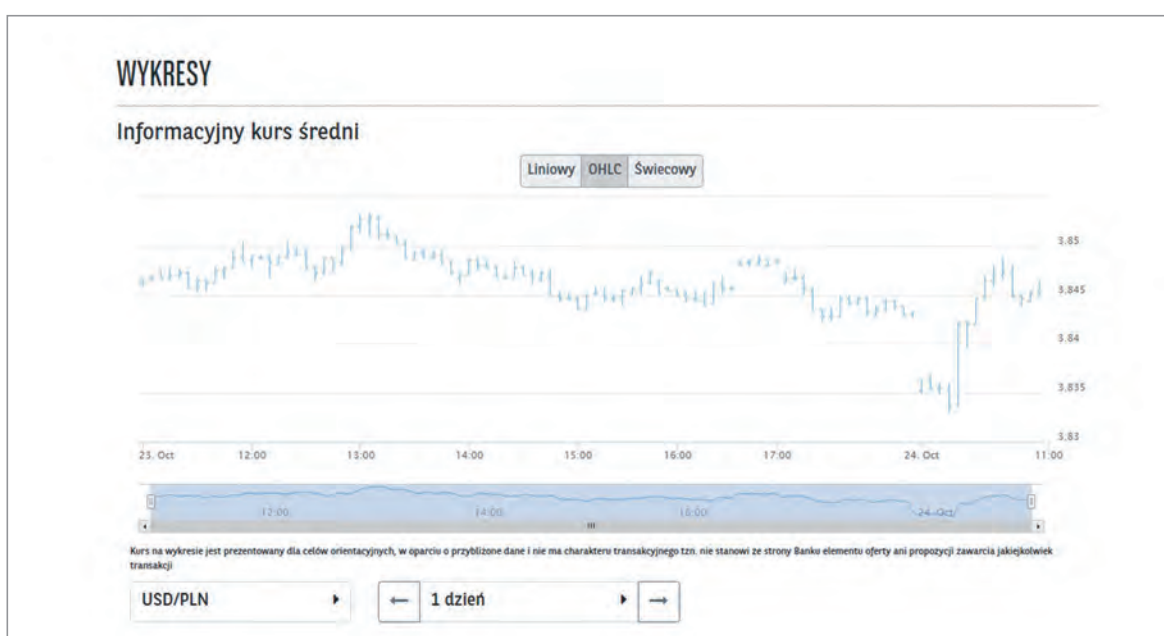 WYKRESY
Informacyjny kurs średni
Liniowy OHLC Świecowy
3.85
3.845
3.84
3.835
3.83
23. Oct 12:00 13:00 14:00 15:00 16:00 17:00 24. Oct 11:00
12:00 14:00 16:00 24. Oct
Kurs na wykresie jest prezentowany dla celów orientacyjnych, w oparciu o przybliżone dane i nie ma charakteru transakcyjnego tzn. nie stanowi ze strony Banku elementu oferty ani propozycji zawarcia jakiejkolwiek
transakcji
USD/PLN 1 dzień